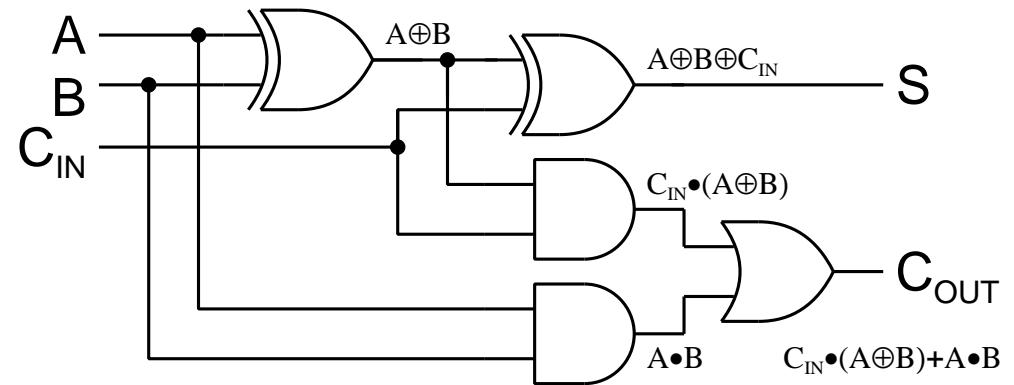 A
A⊕B
A⊕B⊕C_IN
S
B
C_IN
C_IN●(A⊕B)
C_OUT
A●B
C_IN●(A⊕B)+A●B